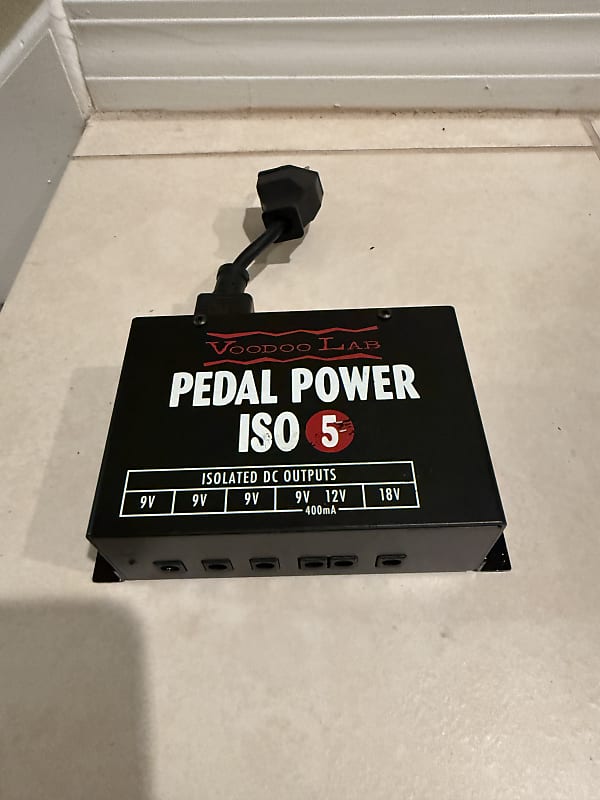 VOODOO LAB
PEDAL POWER
ISO 5
ISOLATED DC OUTPUTS
9V 9V 9V 9V 12V 18V
400mA